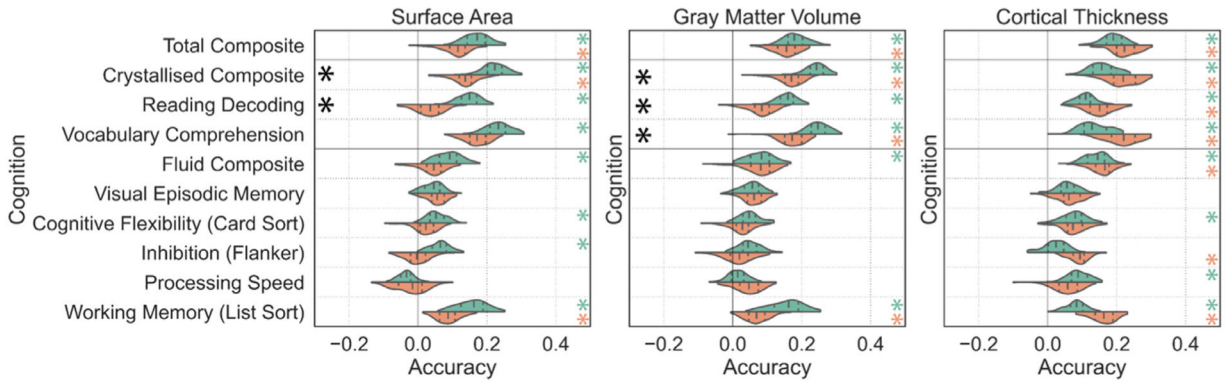 Surface Area Gray Matter Volume Cortical Thickness
Total Composite
Crystallised Composite
Reading Decoding
Vocabulary Comprehension
Fluid Composite
Visual Episodic Memory
Cognitive Flexibility (Card Sort)
Inhibition (Flanker)
Processing Speed
Working Memory (List Sort)
Cognition
Cognition
Cognition
−0.2 0.0 0.2 0.4 −0.2 0.0 0.2 0.4 −0.2 0.0 0.2 0.4
Accuracy Accuracy Accuracy